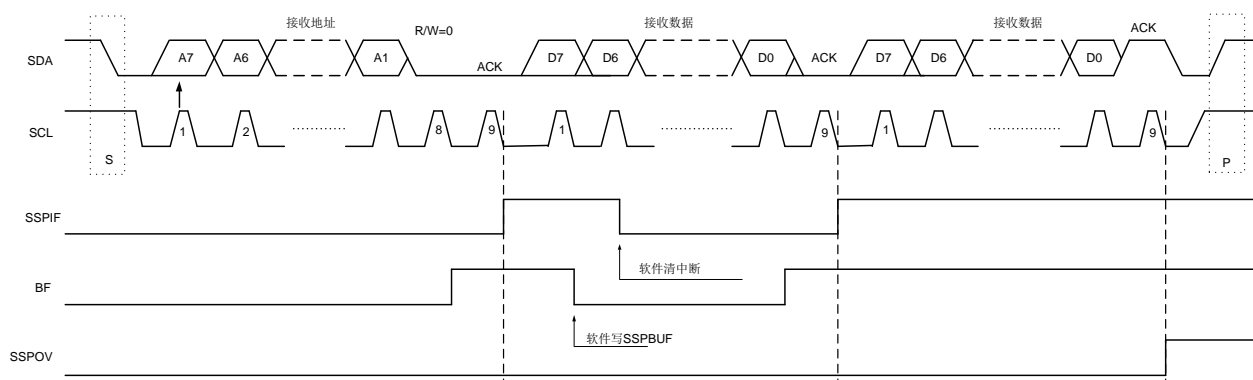 接收地址 R/W=0 接收数据 接收数据 ACK
SDA A7 A6 A1 ACK D7 D6 D0 ACK D7 D6 D0
SCL 1 2 8 9 1 9 1 9
S P
SSPIF
软件清中断
BF
软件写SSPBUF
SSPOV